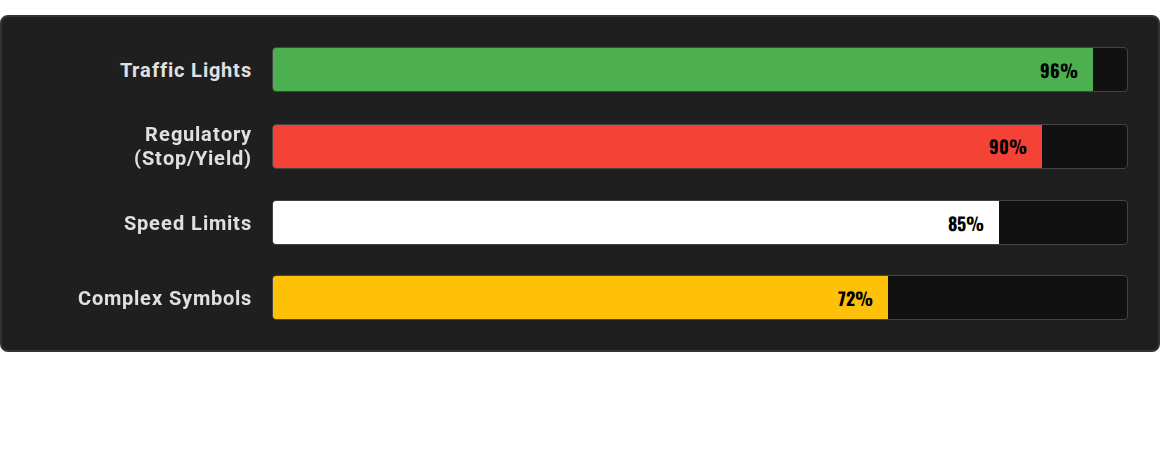 Traffic Lights
96%
Regulatory
(Stop/Yield)
90%
Speed Limits
85%
Complex Symbols
72%